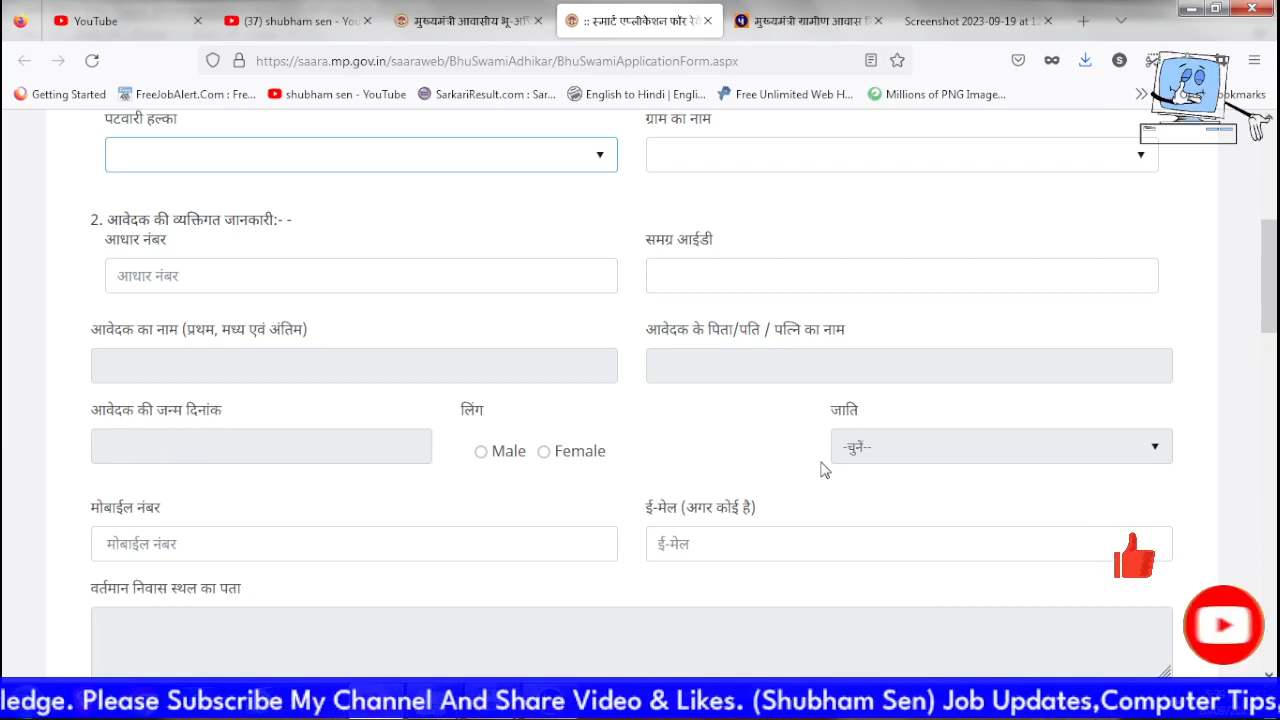 YouTube
(37) shubham sen - You
मुख्यमंत्री आवासीय भू अधि
:: स्मार्ट एप्लीकेशन फॉर रेवे
मुख्यमंत्री ग्रामीण आवास
Screenshot 2023-09-19 at 1
https://saara.mp.gov.in/saaraweb/BhuSwamiAdhikar/BhuSwamiApplicationForm.aspx
Getting Started
FreeJobAlert.Com : Fre...
shubham sen - YouTube
SarkariResult.com : Sar...
English to Hindi | Engli...
Free Unlimited Web H...
Millions of PNG Image...
ookmarks
पटवारी हल्का
ग्राम का नाम
2. आवेदक की व्यक्तिगत जानकारी:- -
आधार नंबर
समग्र आईडी
आधार नंबर
आवेदक का नाम (प्रथम, मध्य एवं अंतिम)
आवेदक के पिता/पति / पत्नि का नाम
आवेदक की जन्म दिनांक
लिंग
जाति
Male
Female
-चुनें--
मोबाईल नंबर
ई-मेल (अगर कोई है)
मोबाईल नंबर
ई-मेल
वर्तमान निवास स्थल का पता
ledge. Please Subscribe My Channel And Share Video & Likes. (Shubham Sen) Job Updates,Computer Tips